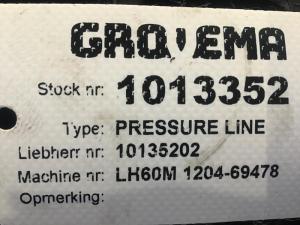 GROVEMA
Stock nr: 1013352
Type: PRESSURE LINE
Liebherr nr: 10135202
Machine nr: LH60M 1204-69478
Opmerking: